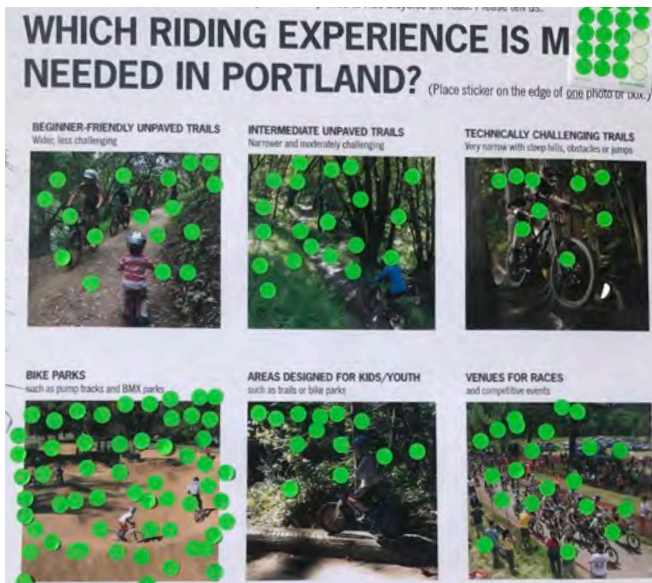 WHICH RIDING EXPERIENCE IS M
NEEDED IN PORTLAND? (Place sticker on the edge of one photo or box.)
BEGINNER-FRIENDLY UNPAVED TRAILS
Wider, less challenging
INTERMEDIATE UNPAVED TRAILS
Narrower and moderately challenging
TECHNICALLY CHALLENGING TRAILS
Very narrow with steep hills, obstacles or jumps
BIKE PARKS
such as pump tracks and BMX parks
AREAS DESIGNED FOR KIDS/YOUTH
such as trails or bike parks
VENUES FOR RACES
and competitive events